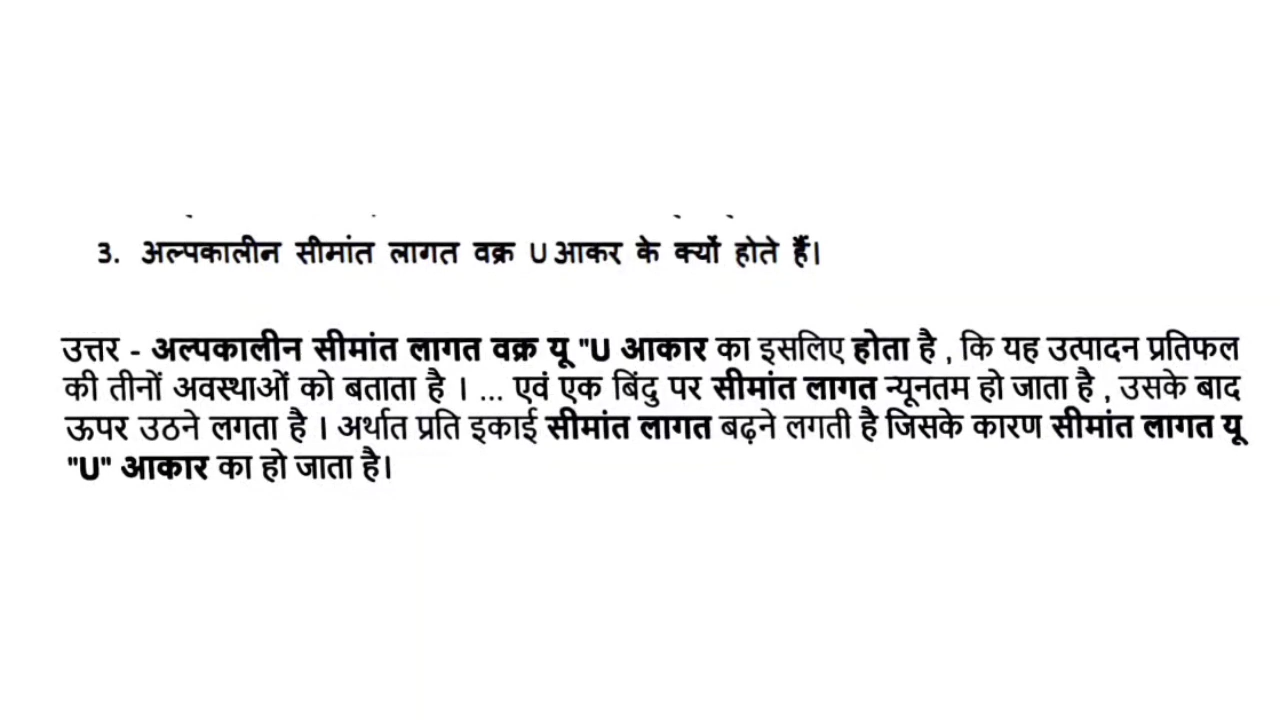 3. अल्पकालीन सीमांत लागत वक्र U आकर के क्यों होते हैं।
उत्तर - अल्पकालीन सीमांत लागत वक्र यू "U आकार का इसलिए होता है , कि यह उत्पादन प्रतिफल
की तीनों अवस्थाओं को बताता है । ... एवं एक बिंदु पर सीमांत लागत न्यूनतम हो जाता है , उसके बाद
ऊपर उठने लगता है । अर्थात प्रति इकाई सीमांत लागत बढ़ने लगती है जिसके कारण सीमांत लागत यू
"U" आकार का हो जाता है।